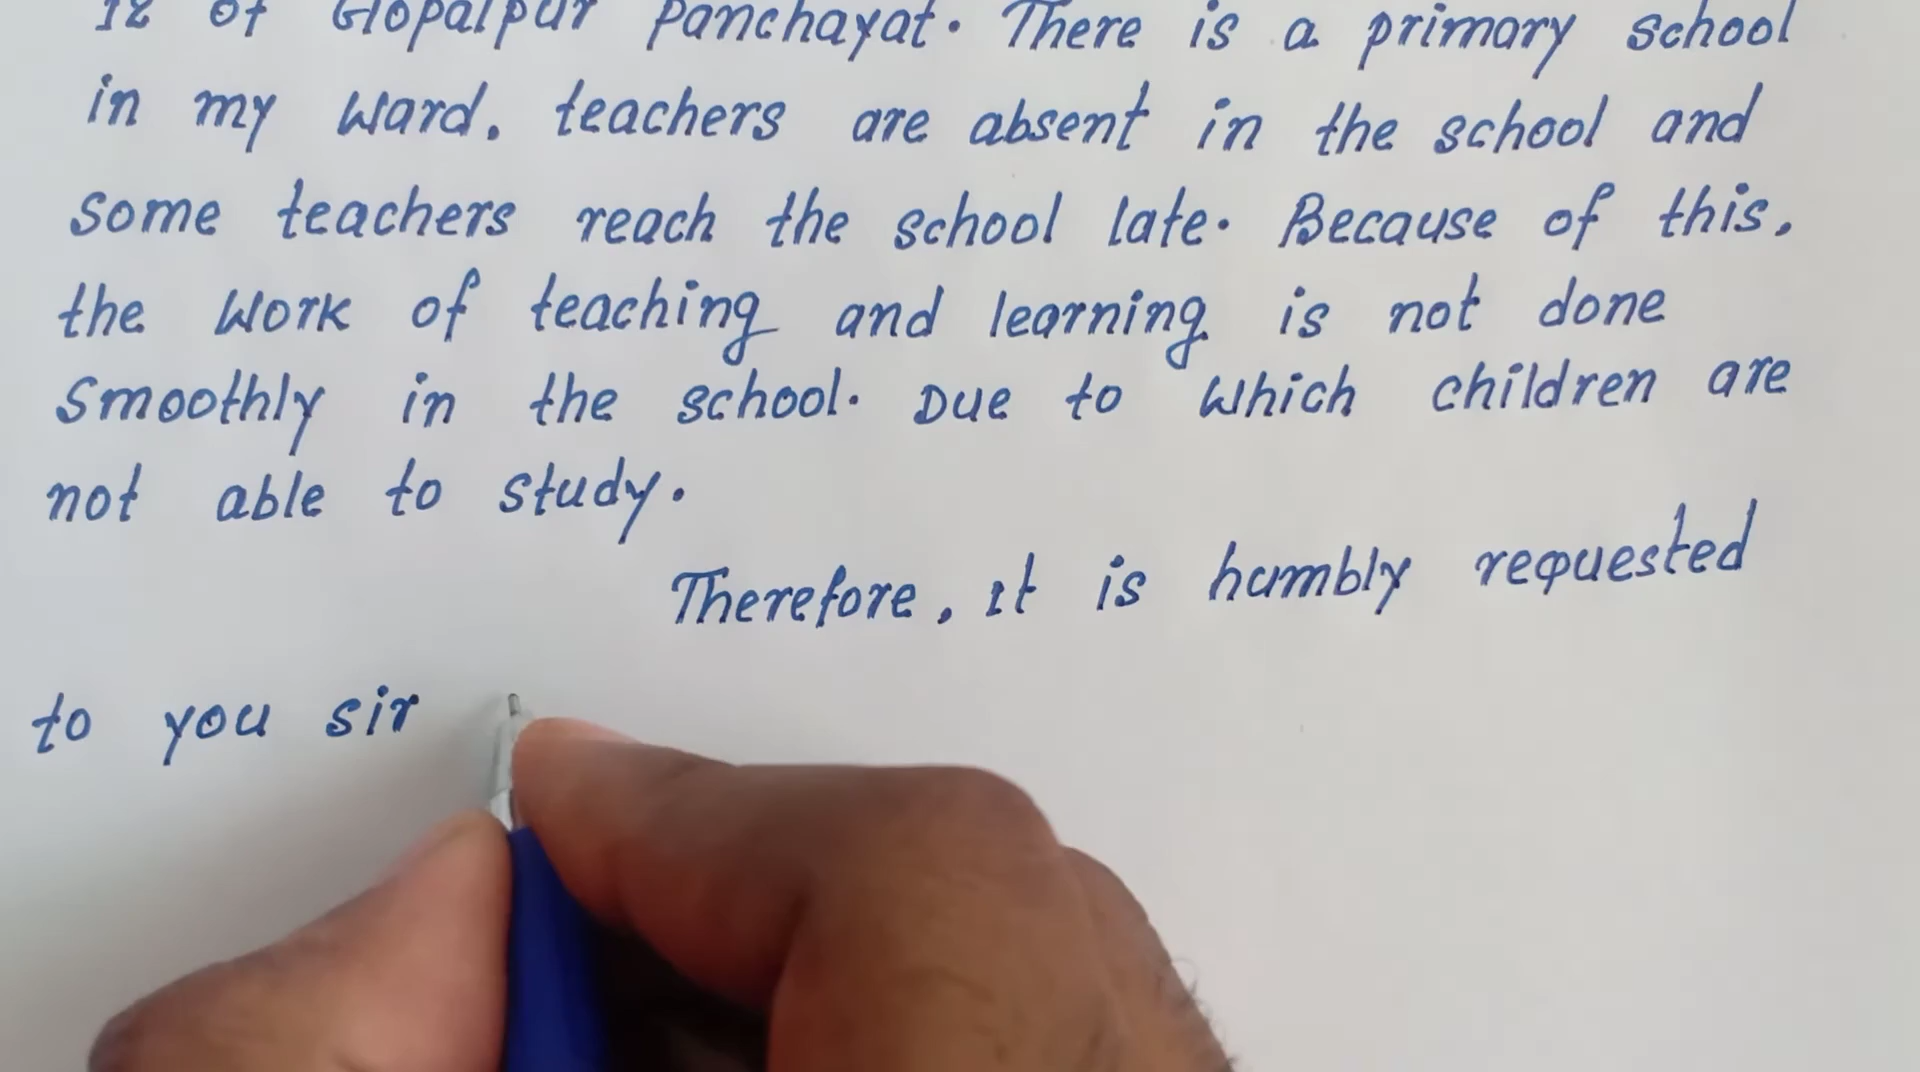 12 of Gopalpur Panchayat. There is a primary school
in my ward. teachers are absent in the school and
some teachers reach the school late. Because of this,
the work of teaching and learning is not done
Smoothly in the school. Due to which children are
not able to study.
Therefore, it is humbly requested
to you sir